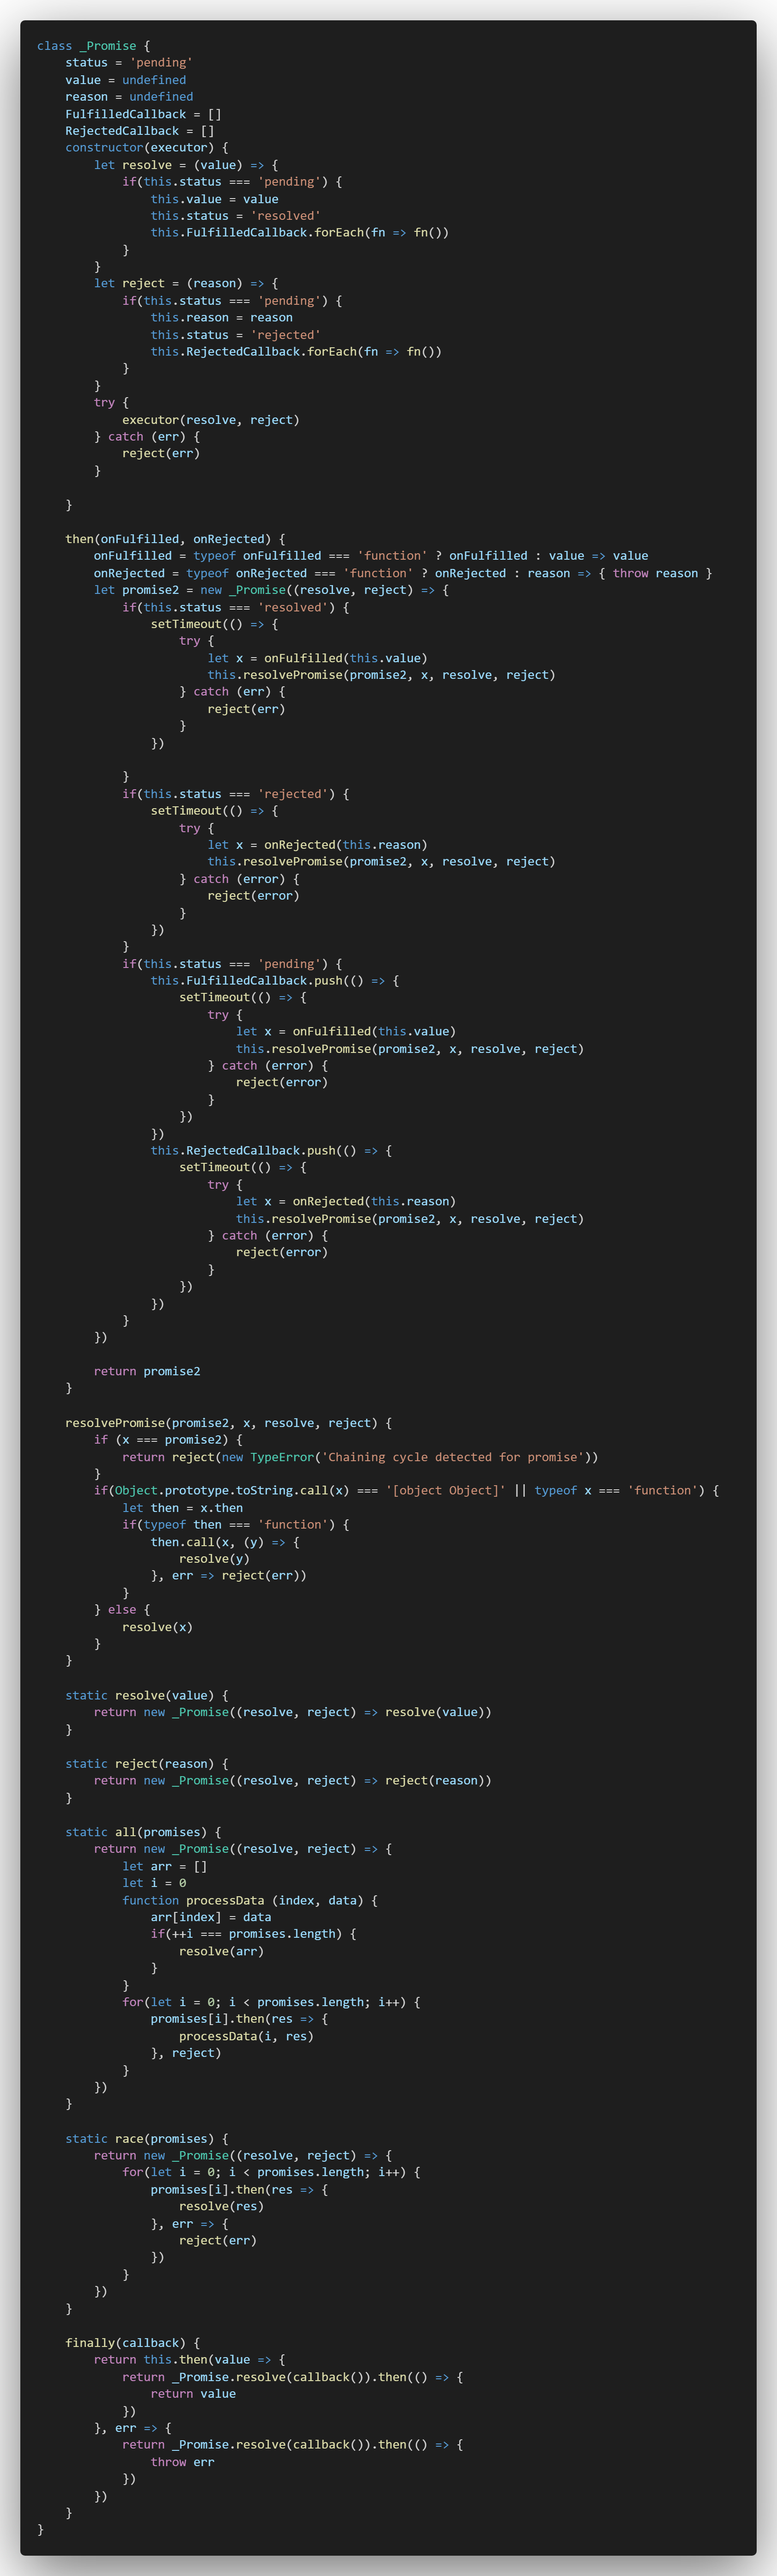 class _Promise {
    status = 'pending'
    value = undefined
    reason = undefined
    FulfilledCallback = []
    RejectedCallback = []
    constructor(executor) {
        let resolve = (value) => {
            if(this.status === 'pending') {
                this.value = value
                this.status = 'resolved'
                this.FulfilledCallback.forEach(fn => fn())
            }
        }
        let reject = (reason) => {
            if(this.status === 'pending') {
                this.reason = reason
                this.status = 'rejected'
                this.RejectedCallback.forEach(fn => fn())
            }
        }
        try {
            executor(resolve, reject)
        } catch (err) {
            reject(err)
        }

    }

    then(onFulfilled, onRejected) {
        onFulfilled = typeof onFulfilled === 'function' ? onFulfilled : value => value
        onRejected = typeof onRejected === 'function' ? onRejected : reason => { throw reason }
        let promise2 = new _Promise((resolve, reject) => {
            if(this.status === 'resolved') {
                setTimeout(() => {
                    try {
                        let x = onFulfilled(this.value)
                        this.resolvePromise(promise2, x, resolve, reject)
                    } catch (err) {
                        reject(err)
                    }
                })

            }
            if(this.status === 'rejected') {
                setTimeout(() => {
                    try {
                        let x = onRejected(this.reason)
                        this.resolvePromise(promise2, x, resolve, reject)
                    } catch (error) {
                        reject(error)
                    }
                })
            }
            if(this.status === 'pending') {
                this.FulfilledCallback.push(() => {
                    setTimeout(() => {
                        try {
                            let x = onFulfilled(this.value)
                            this.resolvePromise(promise2, x, resolve, reject)
                        } catch (error) {
                            reject(error)
                        }
                    })
                })
                this.RejectedCallback.push(() => {
                    setTimeout(() => {
                        try {
                            let x = onRejected(this.reason)
                            this.resolvePromise(promise2, x, resolve, reject)
                        } catch (error) {
                            reject(error)
                        }
                    })
                })
            }
        })

        return promise2
    }

    resolvePromise(promise2, x, resolve, reject) {
        if (x === promise2) {
            return reject(new TypeError('Chaining cycle detected for promise'))
        }
        if(Object.prototype.toString.call(x) === '[object Object]' || typeof x === 'function') {
            let then = x.then
            if(typeof then === 'function') {
                then.call(x, (y) => {
                    resolve(y)
                }, err => reject(err))
            }
        } else {
            resolve(x)
        }
    }

    static resolve(value) {
        return new _Promise((resolve, reject) => resolve(value))
    }

    static reject(reason) {
        return new _Promise((resolve, reject) => reject(reason))
    }

    static all(promises) {
        return new _Promise((resolve, reject) => {
            let arr = []
            let i = 0
            function processData (index, data) {
                arr[index] = data
                if(++i === promises.length) {
                    resolve(arr)
                }
            }
            for(let i = 0; i < promises.length; i++) {
                promises[i].then(res => {
                    processData(i, res)
                }, reject)
            }
        })
    }

    static race(promises) {
        return new _Promise((resolve, reject) => {
            for(let i = 0; i < promises.length; i++) {
                promises[i].then(res => {
                    resolve(res)
                }, err => {
                    reject(err)
                })
            }
        })
    }

    finally(callback) {
        return this.then(value => {
            return _Promise.resolve(callback()).then(() => {
                return value
            })
        }, err => {
            return _Promise.resolve(callback()).then(() => {
                throw err
            })
        })
    }
}